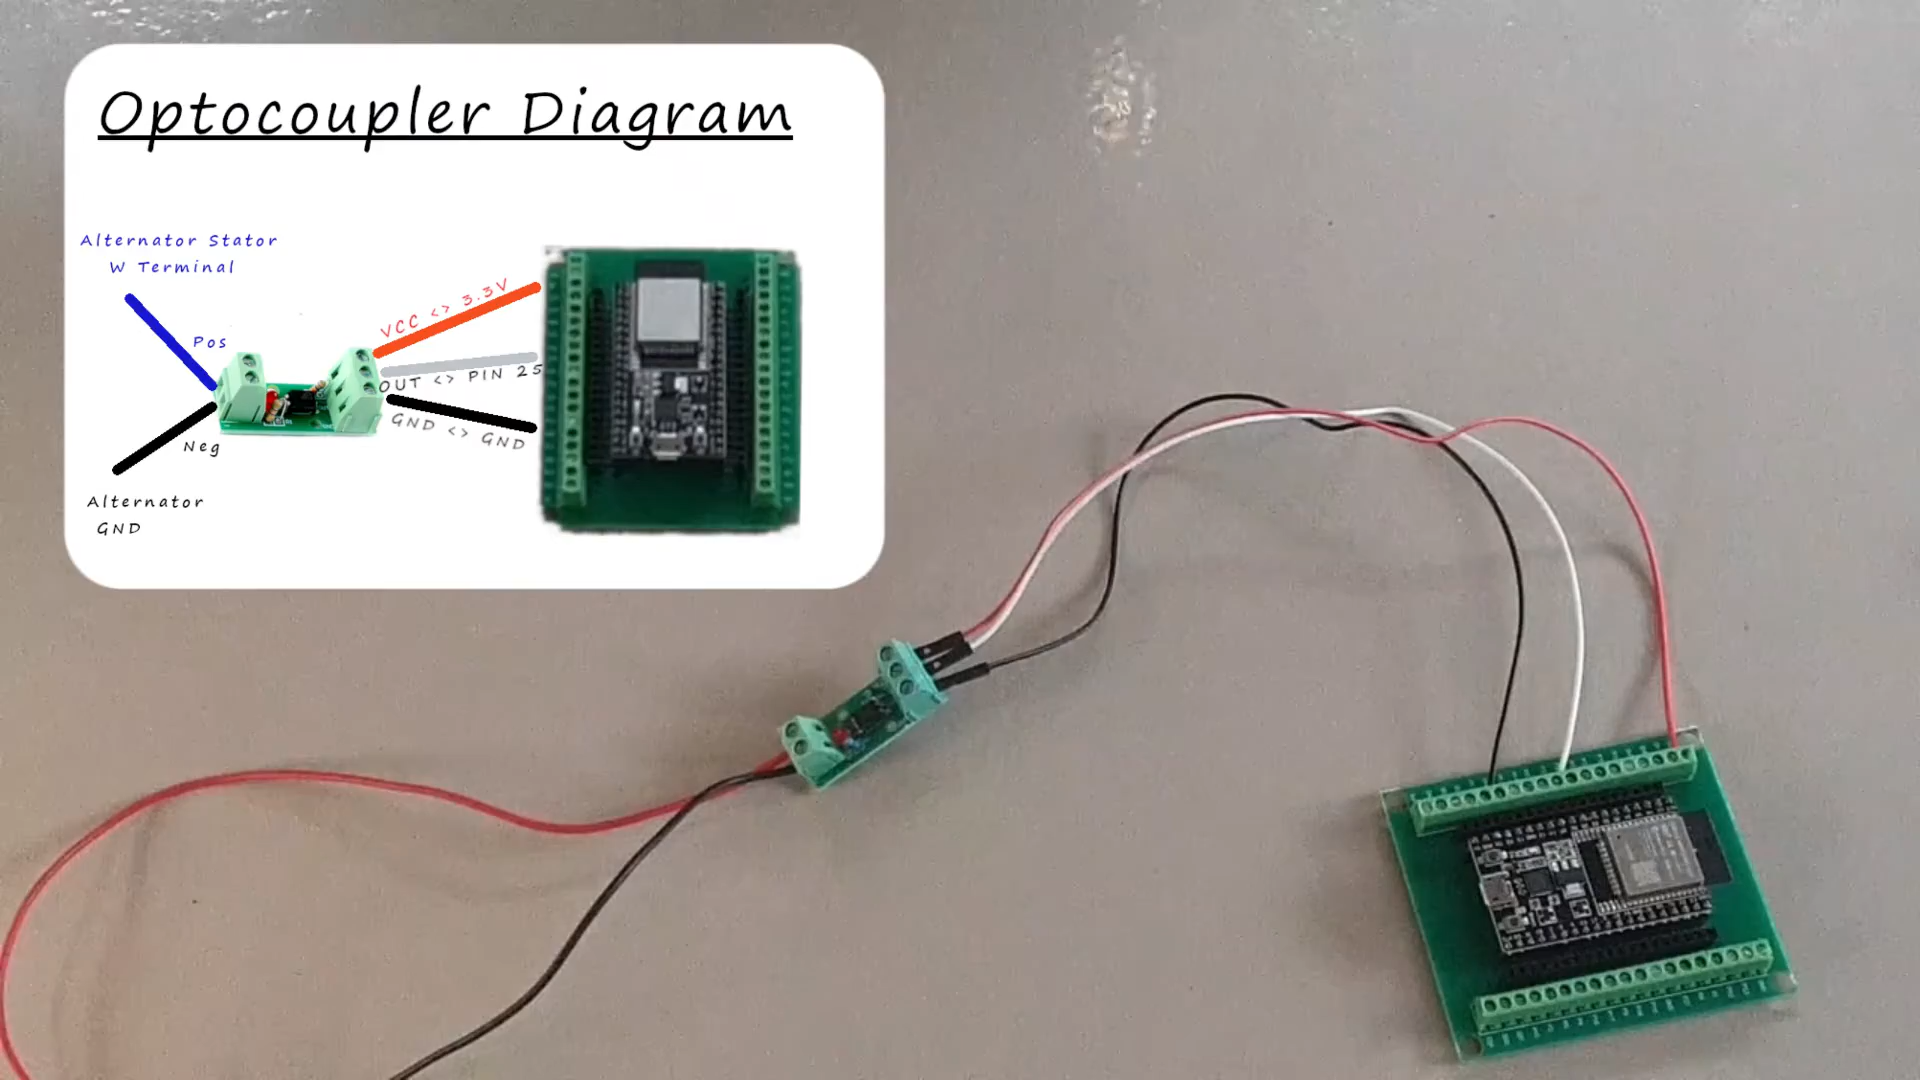 Optocoupler Diagram
Alternator Stator
W Terminal
Pos
VCC <> 3.3V
OUT <> PIN 25
GND <> GND
Neg
Alternator
GND